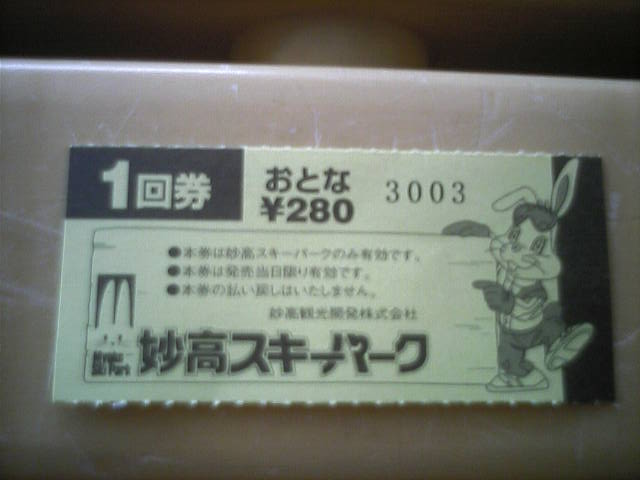 1回券
おとな
¥280
3003
●本券は妙高スキーパークのみ有効です。
●本券は発売当日限り有効です。
●本券の払い戻しはいたしません。
妙高観光開発株式会社
妙高スキーパーク